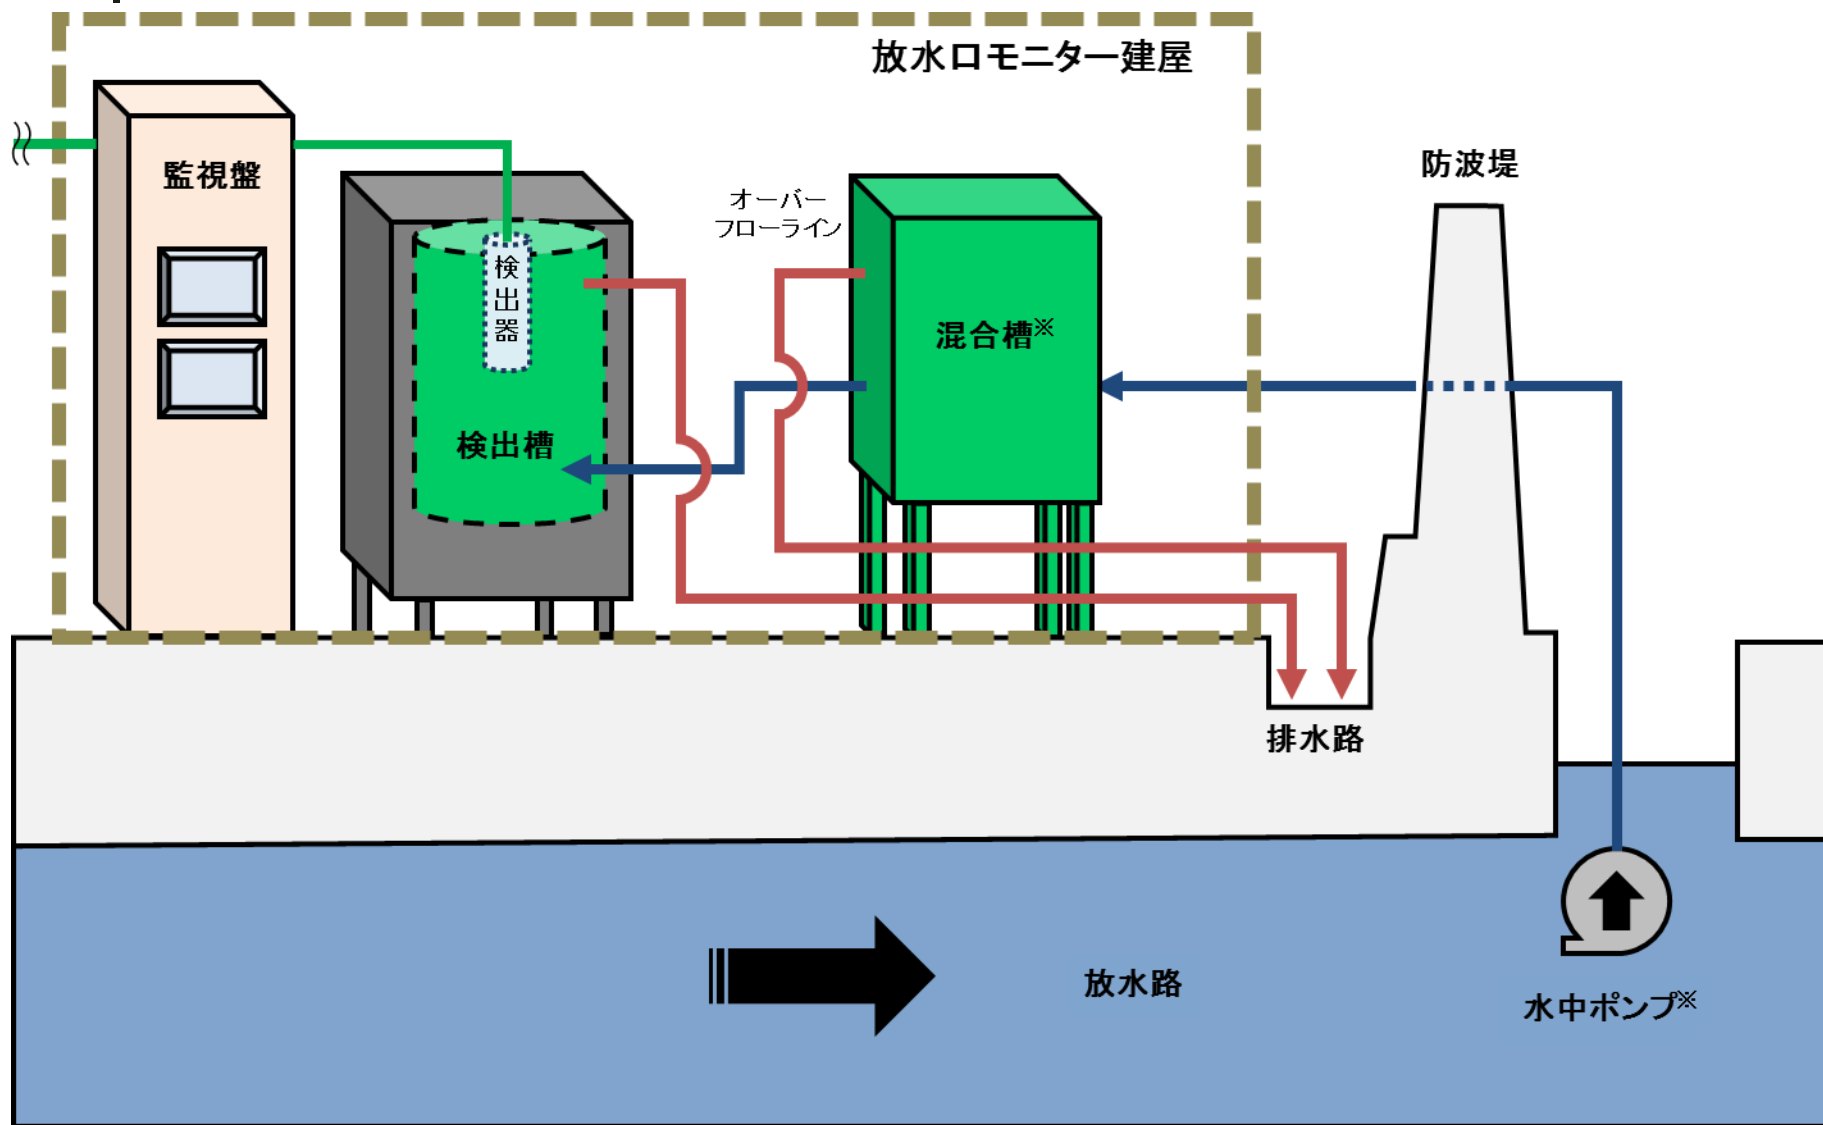 放水口モニター建屋
監視盤
防波堤
オーバー
フローライン
検出器
混合槽※
検出槽
排水路
放水路
水中ポンプ※